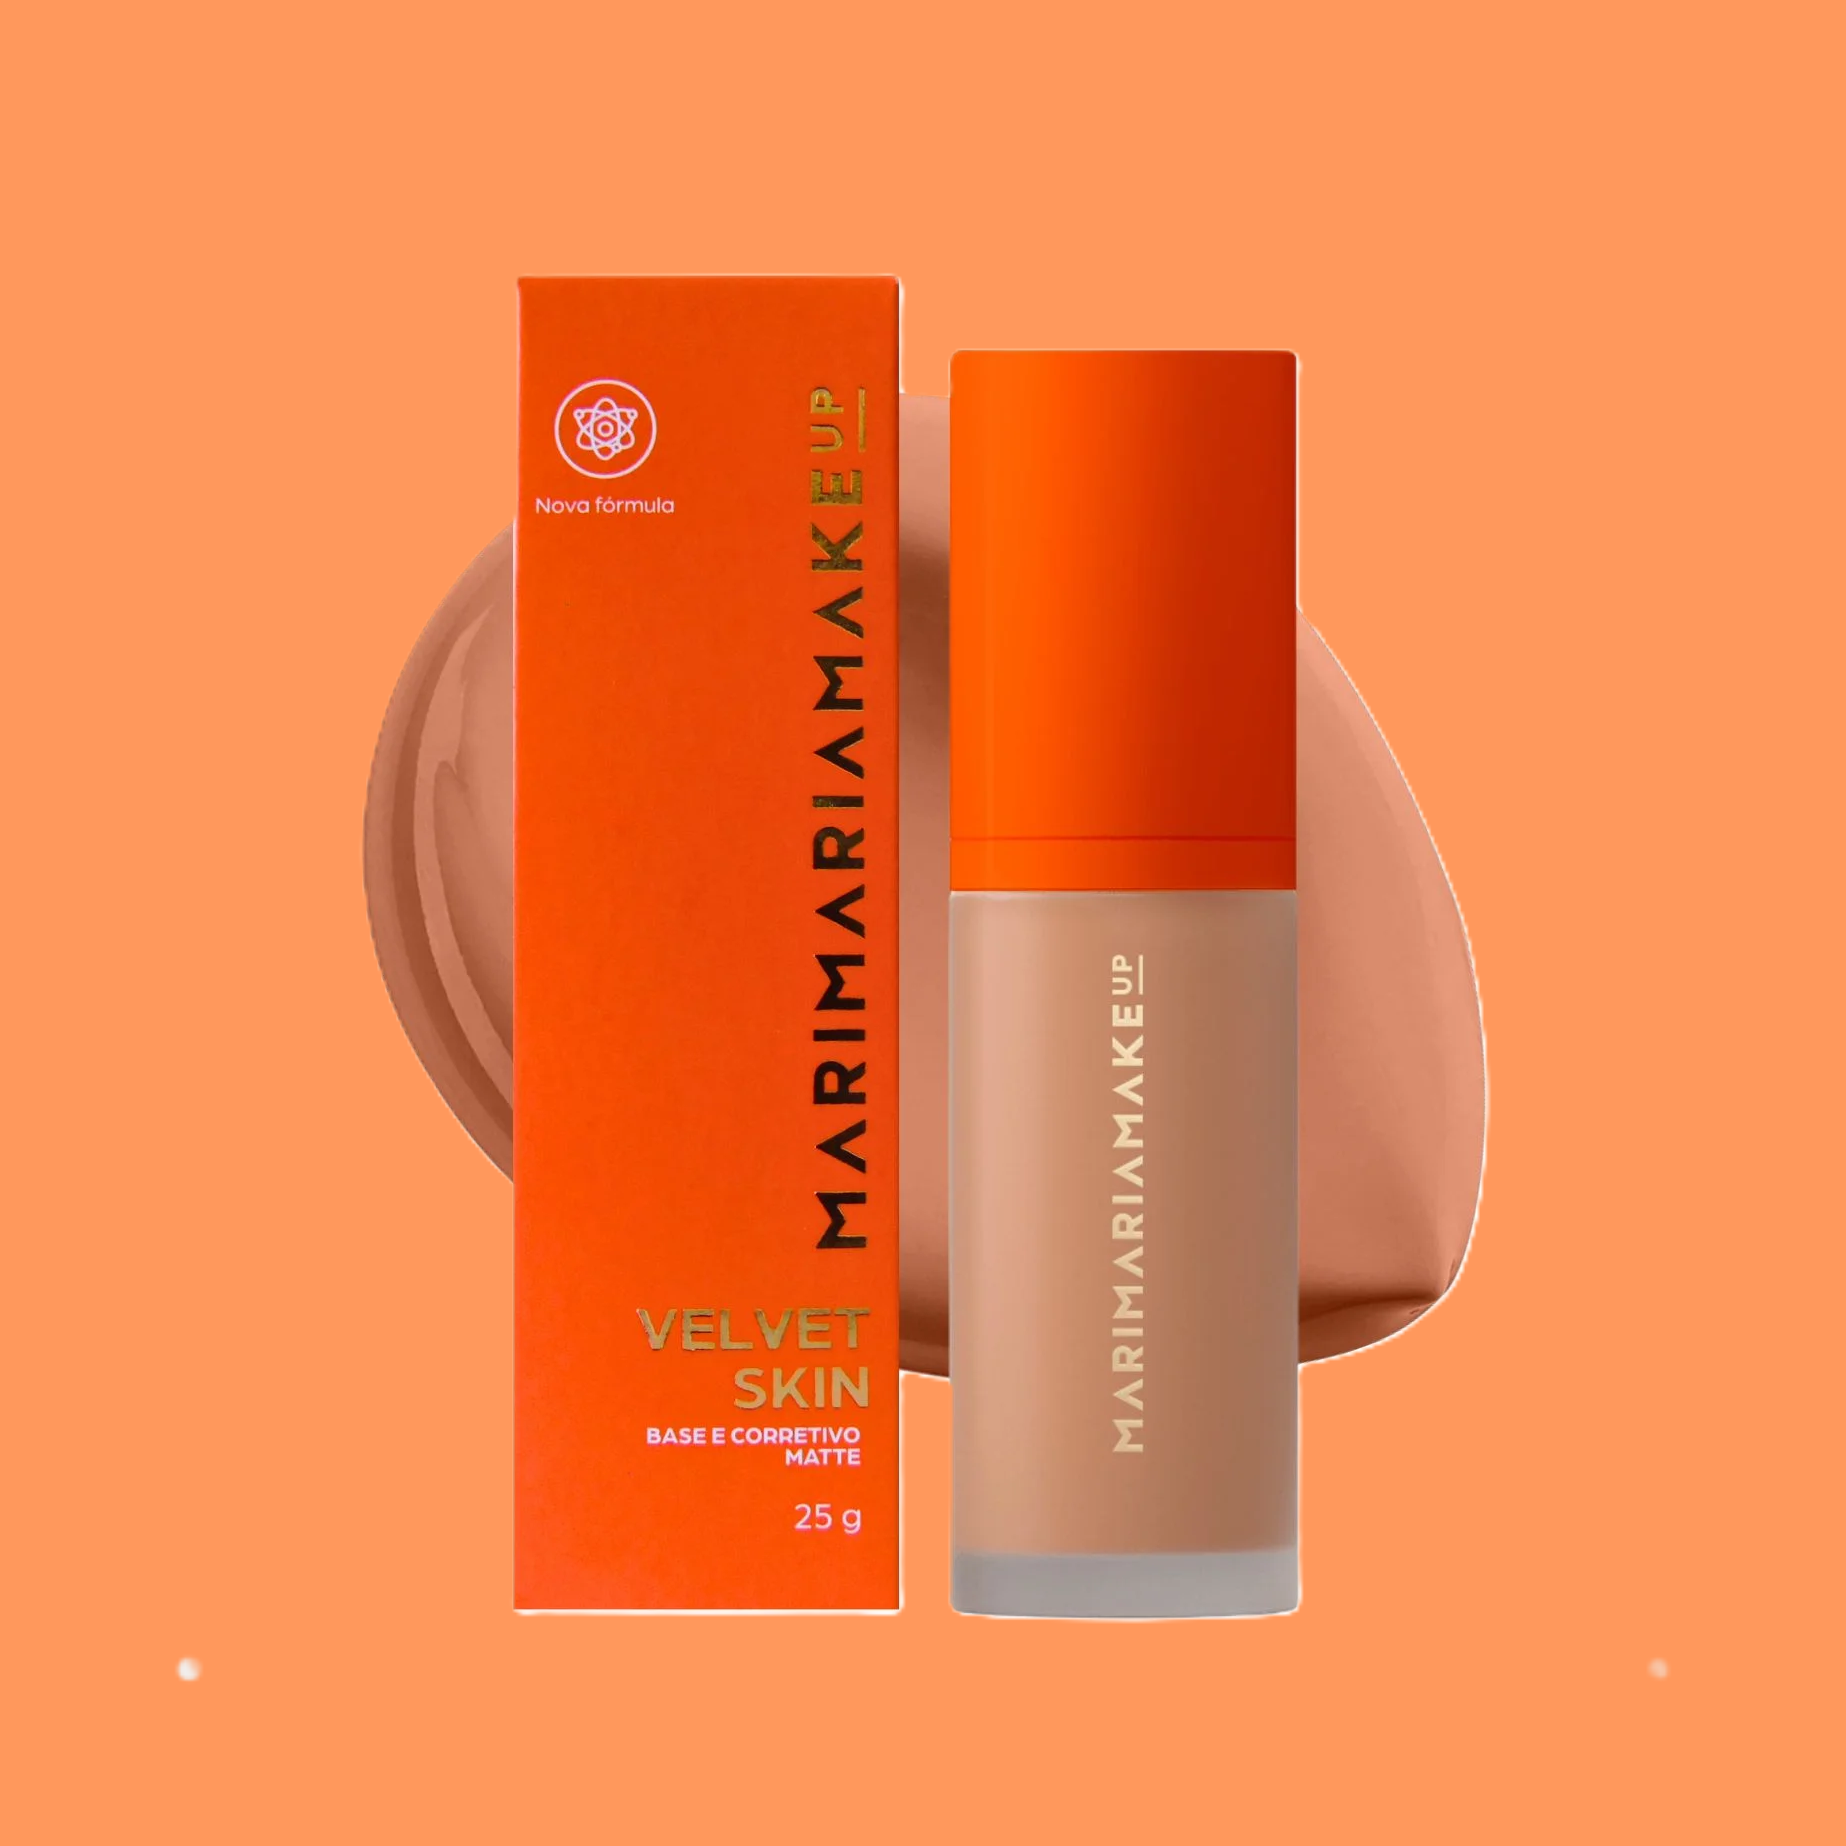 Nova fórmula
MARIMARIAMAKEUP
VELVET
SKIN
BASE E CORRETIVO
MATTE
25 g
MARIMARIAMAKEUP